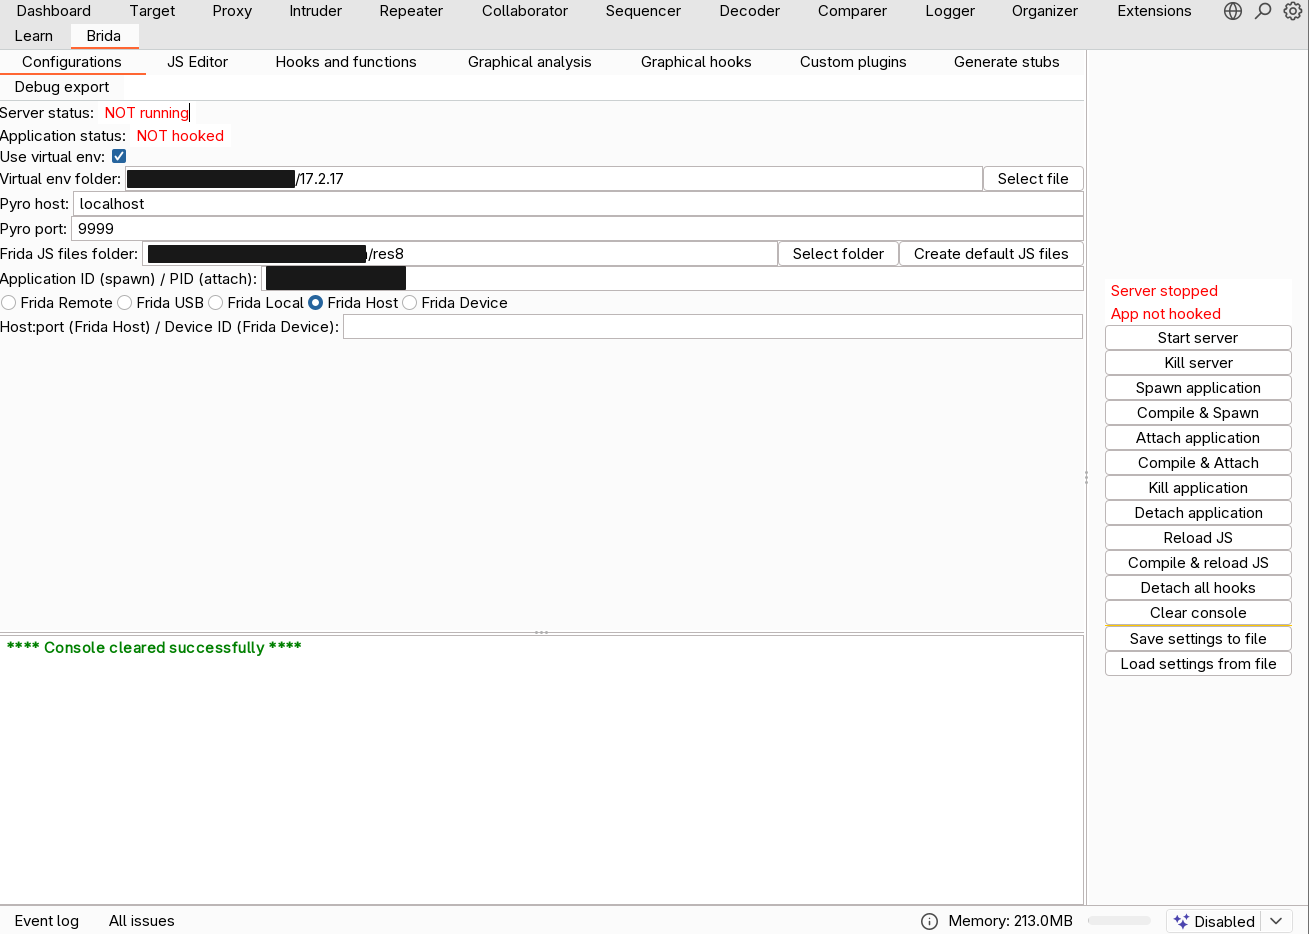 Dashboard Target Proxy Intruder Repeater Collaborator Sequencer Decoder Comparer Logger Organizer Extensions
Learn Brida
Configurations JS Editor Hooks and functions Graphical analysis Graphical hooks Custom plugins Generate stubs
Debug export
Server status: NOT running
Application status: NOT hooked
Use virtual env:
Virtual env folder: /17.2.17 Select file
Pyro host: localhost
Pyro port: 9999
Frida JS files folder: /res8 Select folder Create default JS files
Application ID (spawn) / PID (attach):
Frida Remote Frida USB Frida Local Frida Host Frida Device
Host:port (Frida Host) / Device ID (Frida Device):
Server stopped
App not hooked
Start server
Kill server
Spawn application
Compile & Spawn
Attach application
Compile & Attach
Kill application
Detach application
Reload JS
Compile & reload JS
Detach all hooks
Clear console
Save settings to file
Load settings from file
**** Console cleared successfully ****
Event log All issues Memory: 213.0MB Disabled